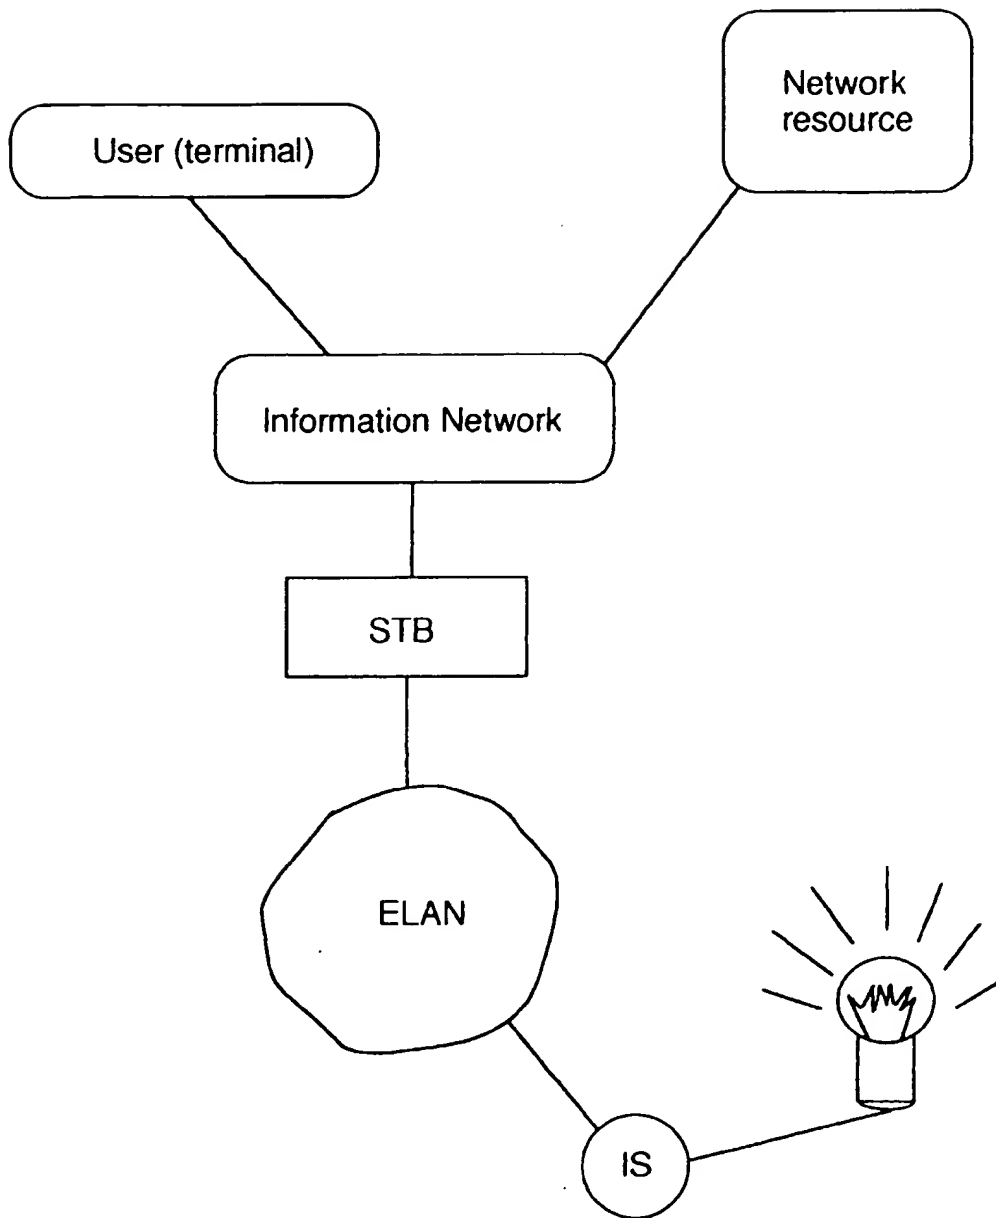 Network
resource
User (terminal)
Information Network
STB
ELAN
IS